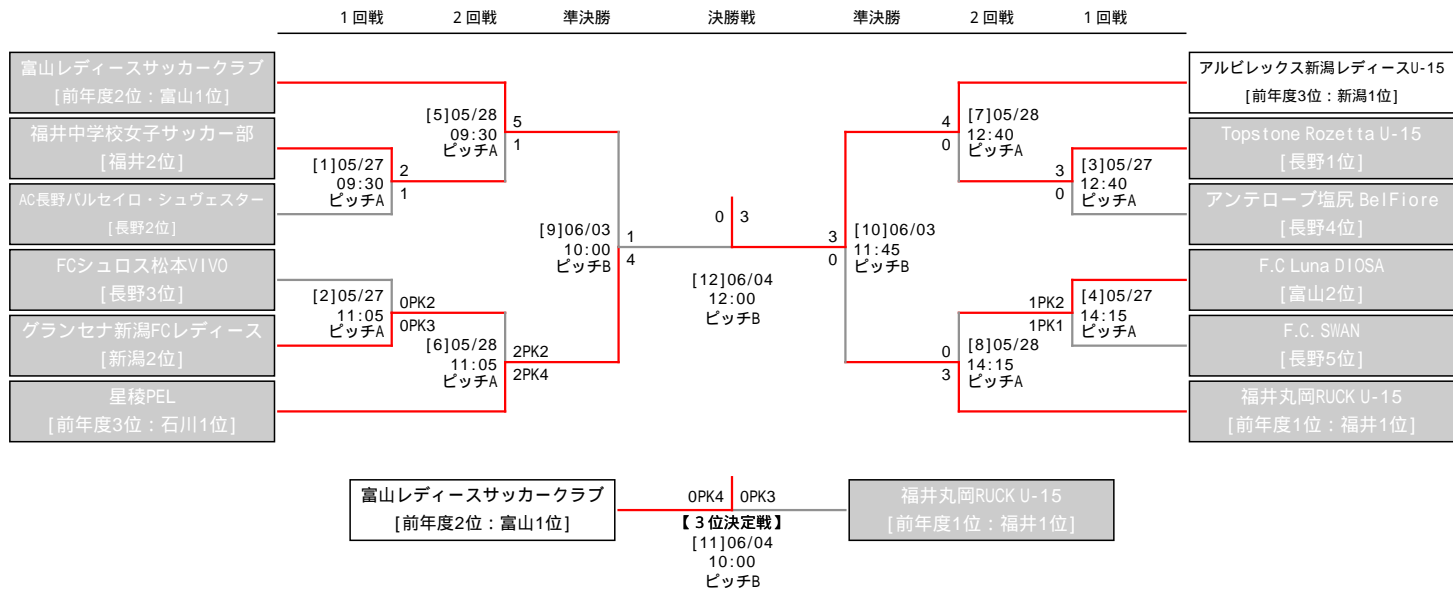 1回戦 2回戦 準決勝 決勝戦 準決勝 2回戦 1回戦
富山レディースサッカークラブ
[前年度2位：富山1位]
福井中学校女子サッカー部
[福井2位]
AC長野パルセイロ・シュヴェスター
[長野2位]
FCシュロス松本VIVO
[長野3位]
グランセナ新潟FCレディース
[新潟2位]
星稜PEL
[前年度3位：石川1位]
[1]05/27
09:30
ピッチA
2
1
[2]05/27
11:05
ピッチA
0PK2
0PK3
[5]05/28
09:30
ピッチA
5
1
[6]05/28
11:05
ピッチA
2PK2
2PK4
[9]06/03
10:00
ピッチB
1
4
0 3
[12]06/04
12:00
ピッチB
3
0
[10]06/03
11:45
ピッチB
4
0
[7]05/28
12:40
ピッチA
0
3
[8]05/28
14:15
ピッチA
3
0
[3]05/27
12:40
ピッチA
1PK2
1PK1
[4]05/27
14:15
ピッチA
アルビレックス新潟レディースU-15
[前年度3位：新潟1位]
Topstone Rozetta U-15
[長野1位]
アンテロープ塩尻 BelFiore
[長野4位]
F.C Luna DIOSA
[富山2位]
F.C. SWAN
[長野5位]
福井丸岡RUCK U-15
[前年度1位：福井1位]
富山レディースサッカークラブ
[前年度2位：富山1位]
0PK4 0PK3
【３位決定戦】
[11]06/04
10:00
ピッチB
福井丸岡RUCK U-15
[前年度1位：福井1位]